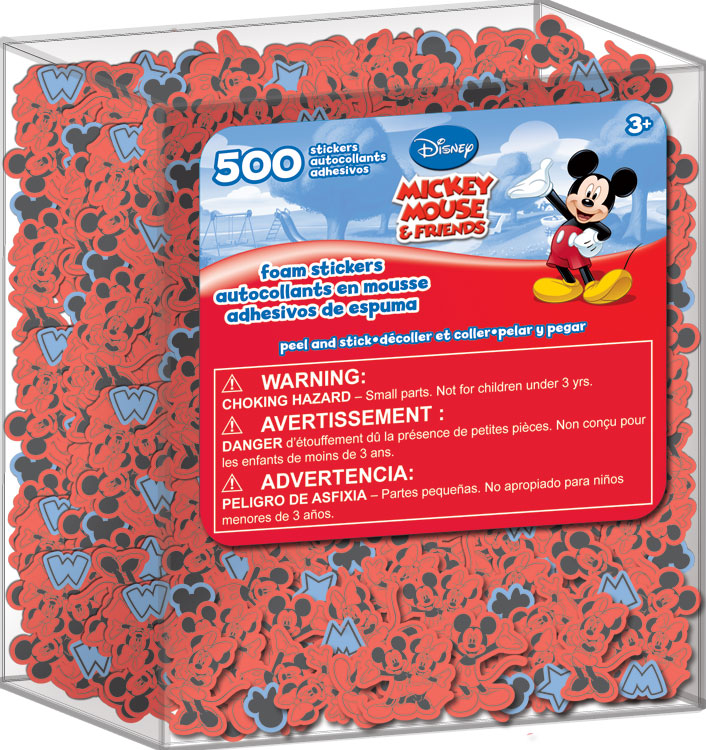 500 stickers
autocollants
adhesivos
Disney
3+
MICKEY
MOUSE
& FRIENDS
foam stickers
autocollants en mousse
adhesivos de espuma
peel and stick•décoller et coller•pelar y pegar
⚠ WARNING:
CHOKING HAZARD – Small parts. Not for children under 3 yrs.
⚠ AVERTISSEMENT :
DANGER d'étouffement dû la présence de petites pièces. Non conçu pour
les enfants de moins de 3 ans.
⚠ ADVERTENCIA:
PELIGRO DE ASFIXIA – Partes pequeñas. No apropiado para niños
menores de 3 años.
W
M
W
W
W
W
W
M
M
M